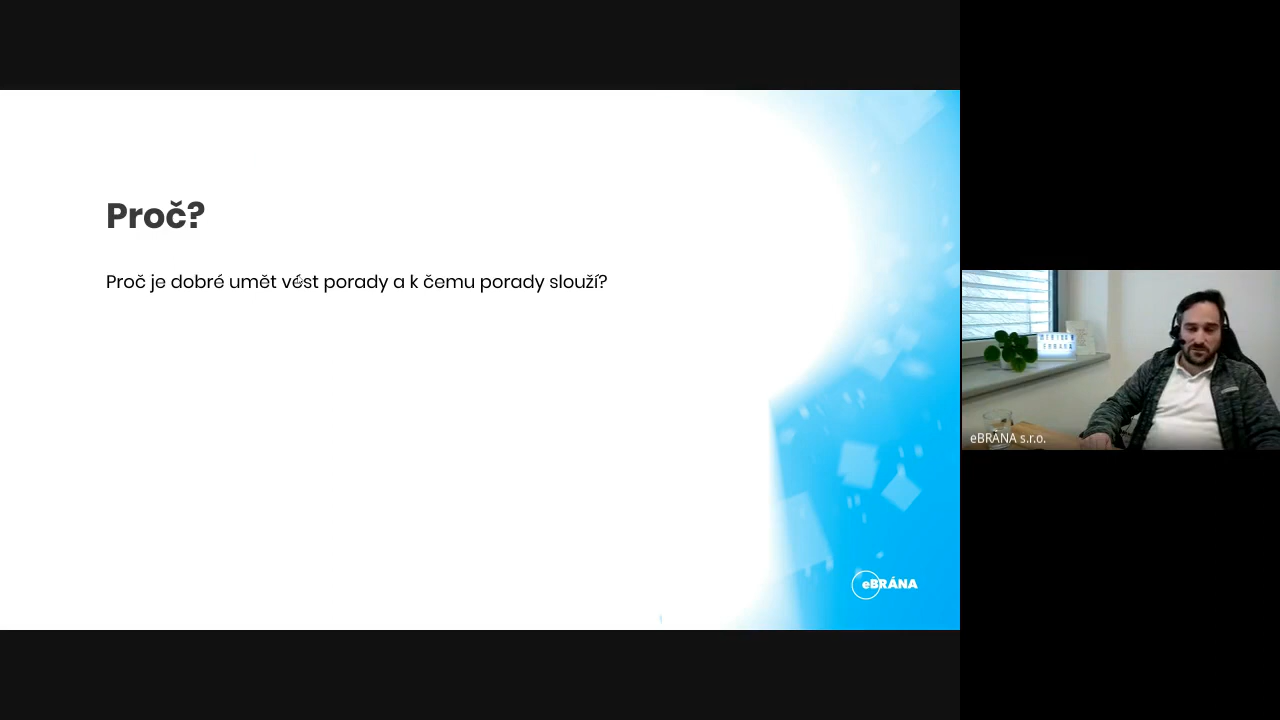 Proč?
Proč je dobré umět vést porady a k čemu porady slouží?
eBRÁNA
eBRÁNA s.r.o.